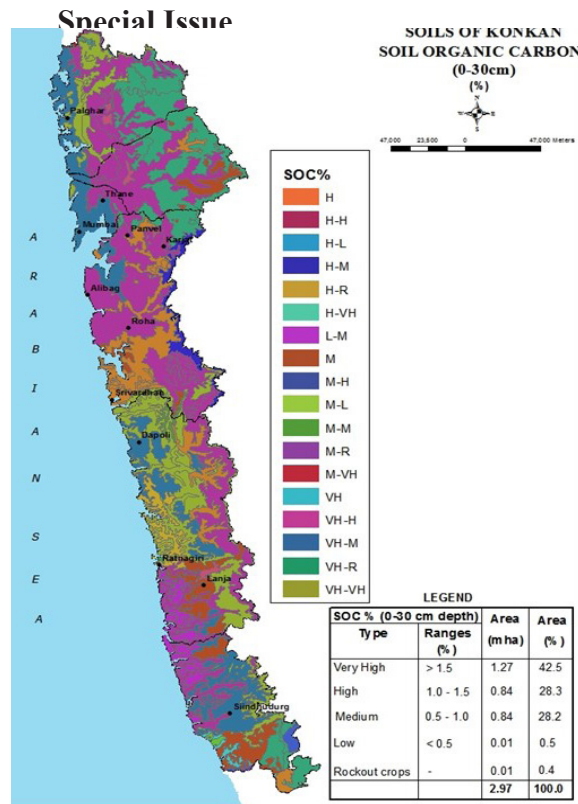 Special Issue
SOILS OF KONKAN
SOIL ORGANIC CARBON
(0-30cm)
(%)
N
W E
S
47,000 23,500 0 47,000 Meters
Palghar
Thane
Mumbai
Panvel
Karjat
Alibag
Roha
Srivardhan
Dapoli
Ratnagiri
Lanja
Sindhudurg
A R A B I A N S E A
SOC%
H
H-H
H-L
H-M
H-R
H-VH
L-M
M
M-H
M-L
M-M
M-R
M-VH
VH
VH-H
VH-M
VH-R
VH-VH
LEGEND
SOC % (0-30 cm depth) Area Area
Type Ranges (m ha) (%)
(%)
Very High > 1.5 1.27 42.5
High 1.0 - 1.5 0.84 28.3
Medium 0.5 - 1.0 0.84 28.2
Low < 0.5 0.01 0.5
Rockout crops - 0.01 0.4
2.97 100.0